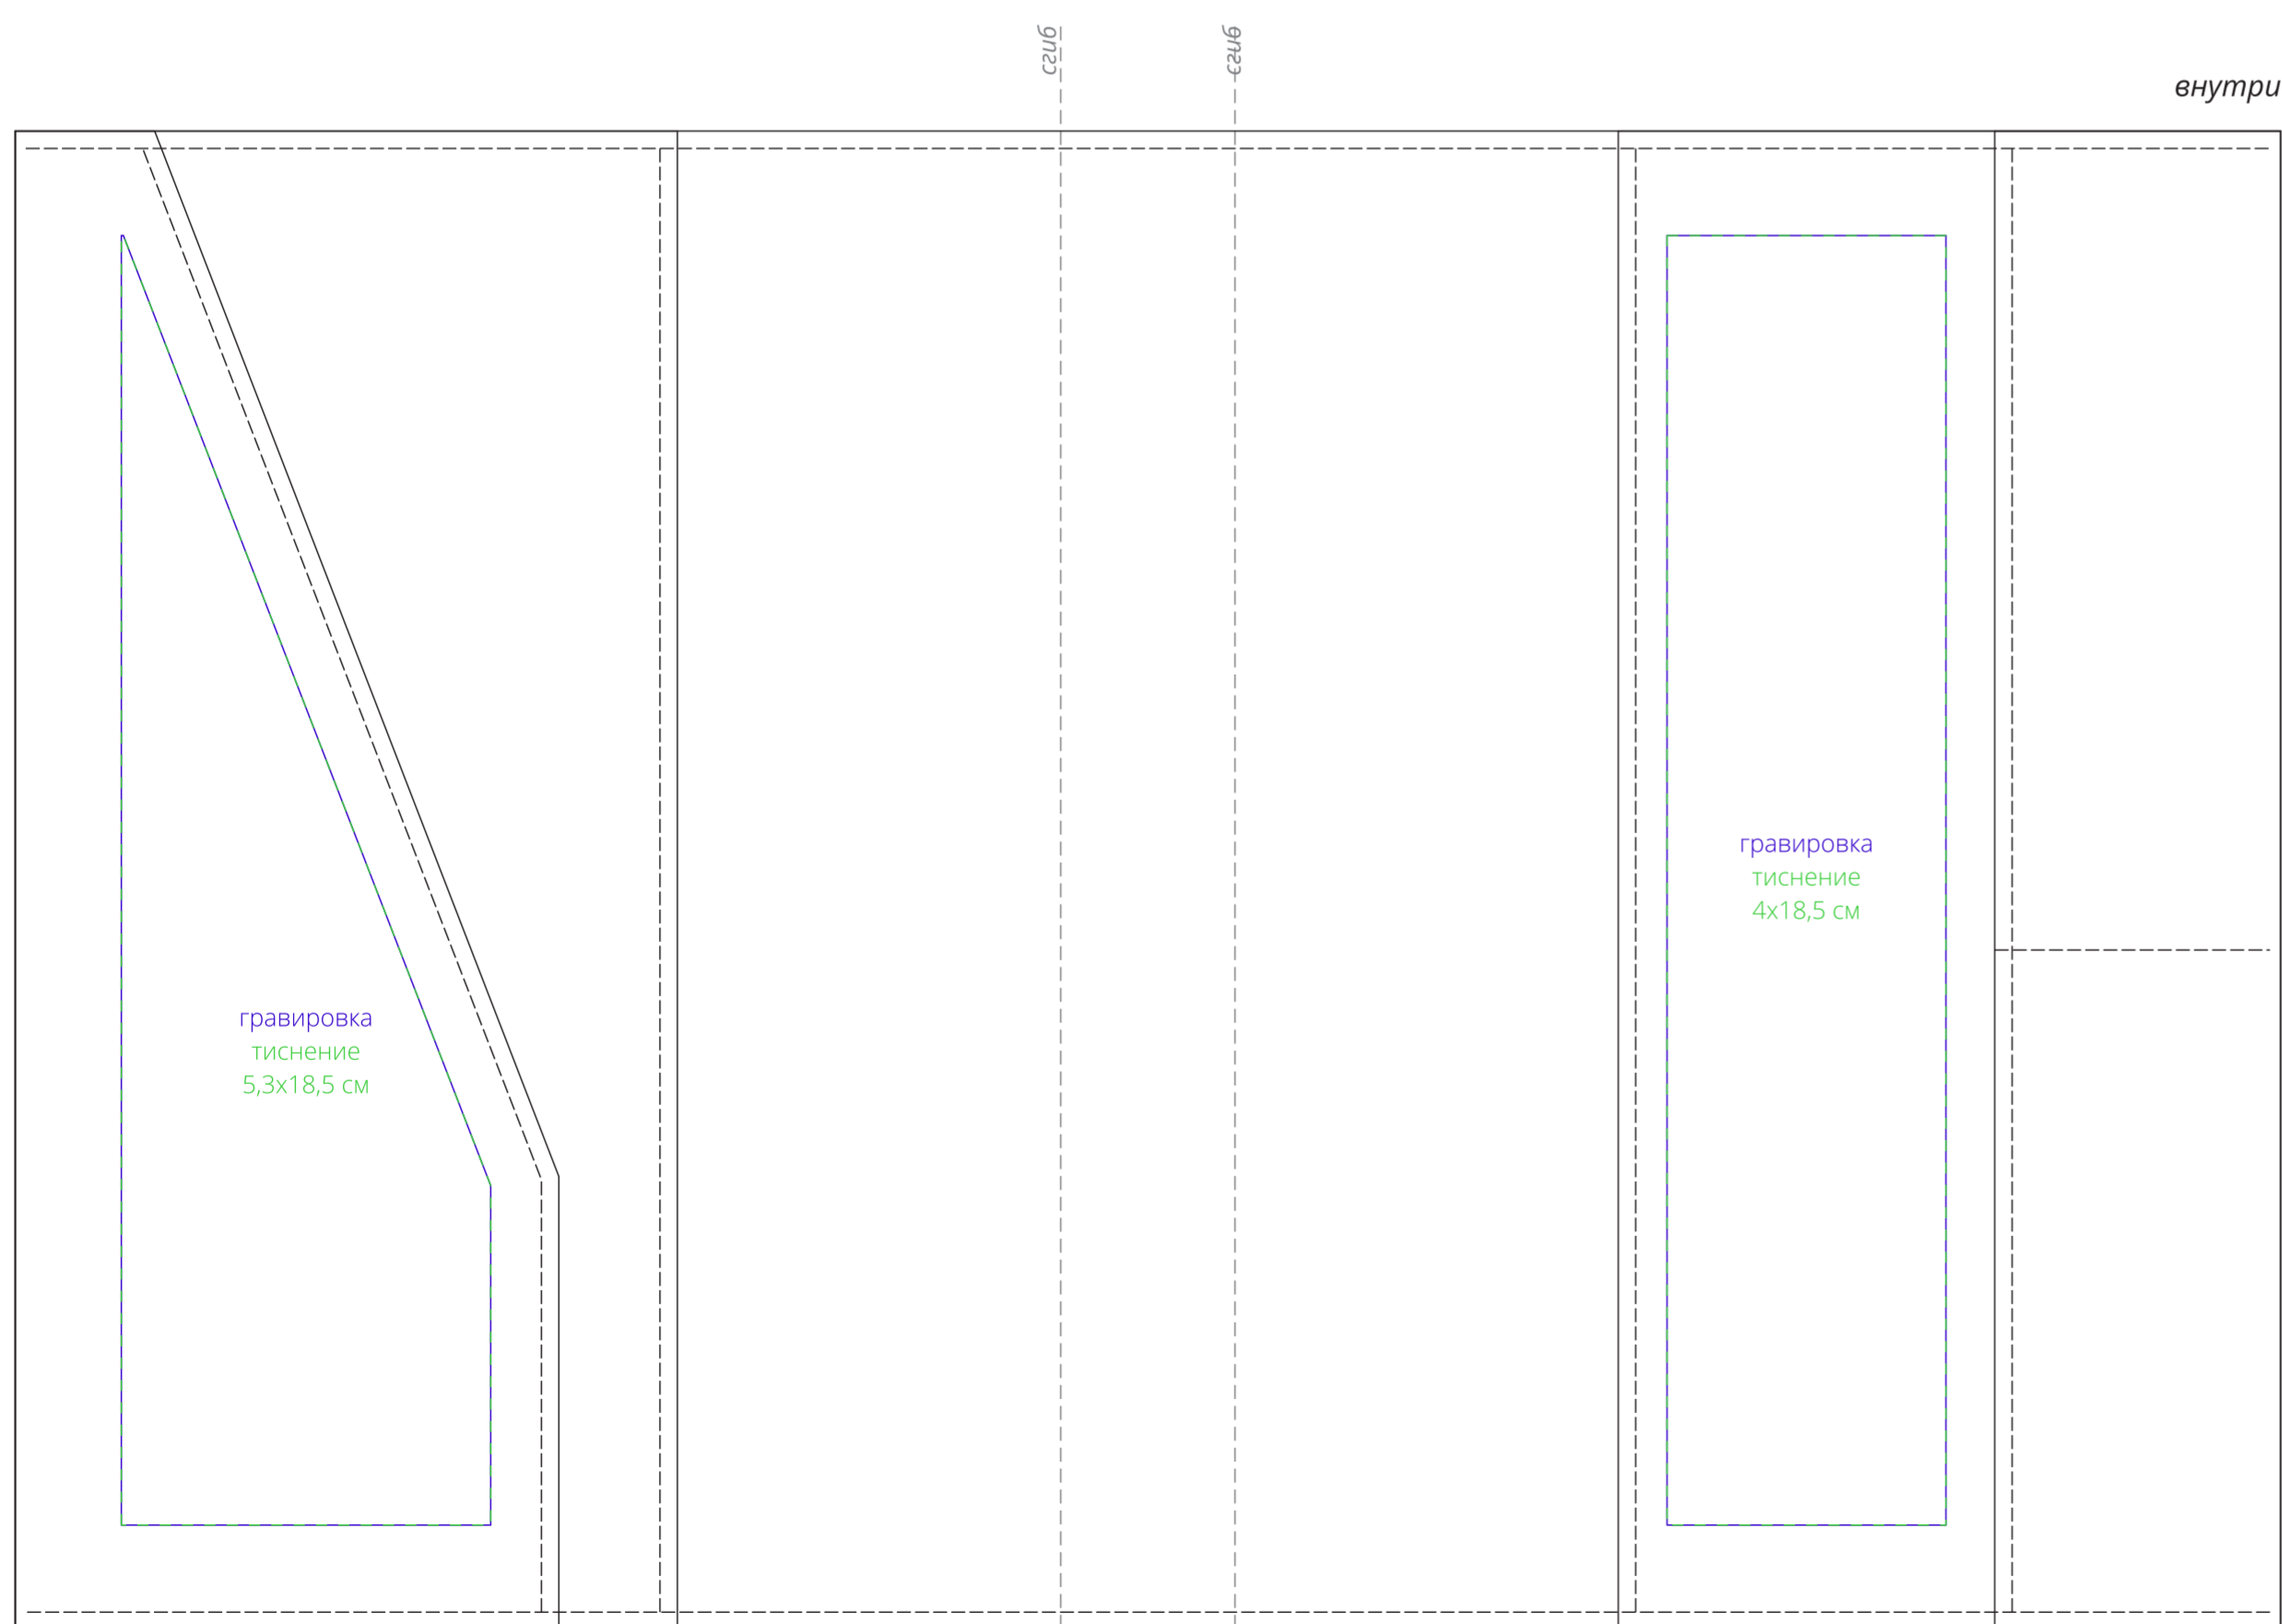 сгиб
сгиб
внутри
гравировка
тиснение
4х18,5 см
гравировка
тиснение
5,3х18,5 см